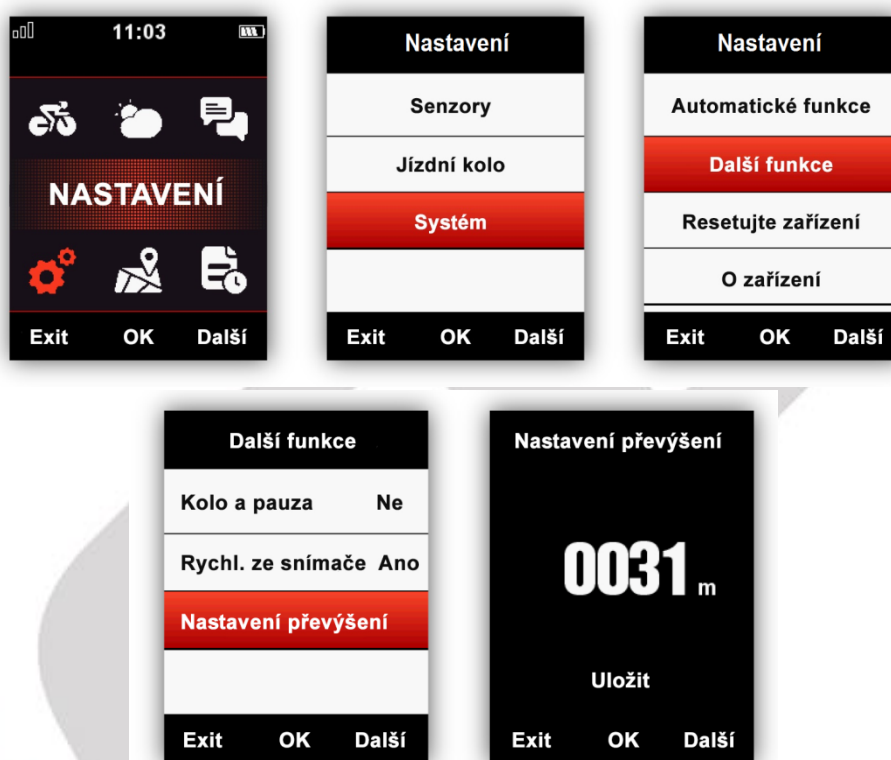 11:03
NASTAVENÍ
Exit OK Další
Nastavení
Senzory
Jízdní kolo
Systém
Exit OK Další
Nastavení
Automatické funkce
Další funkce
Resetujte zařízení
O zařízení
Exit OK Další
Další funkce
Kolo a pauza Ne
Rychl. ze snímače Ano
Nastavení převýšení
Exit OK Další
Nastavení převýšení
0031 m
Uložit
Exit OK Další